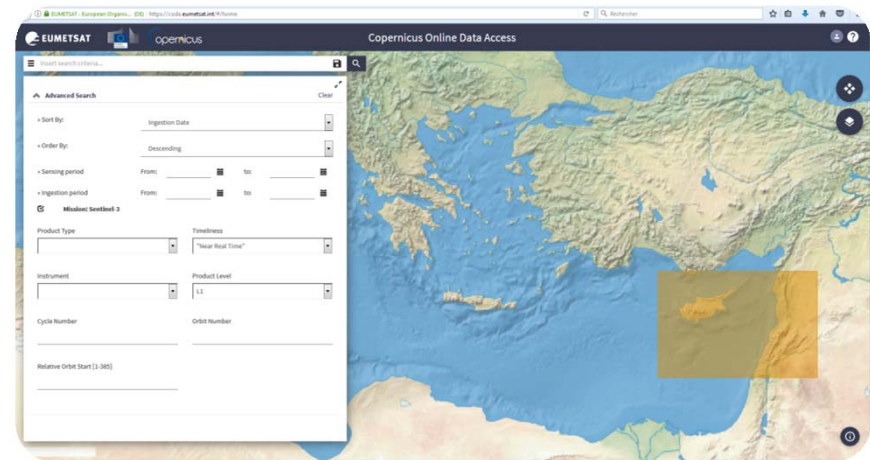 EUMETSAT - European Organis... (DE) https://coda.eumetsat.int/#/home
Rechercher
EUMETSAT
opernicus
Copernicus Online Data Access
Insert search criteria...
Advanced Search
Clear
» Sort By:
Ingestion Date
» Order By:
Descending
» Sensing period From: to:
» Ingestion period From: to:
Mission: Sentinel-3
Product Type Timeliness
"Near Real Time"
Instrument Product Level
L1
Cycle Number Orbit Number
Relative Orbit Start [1-385]